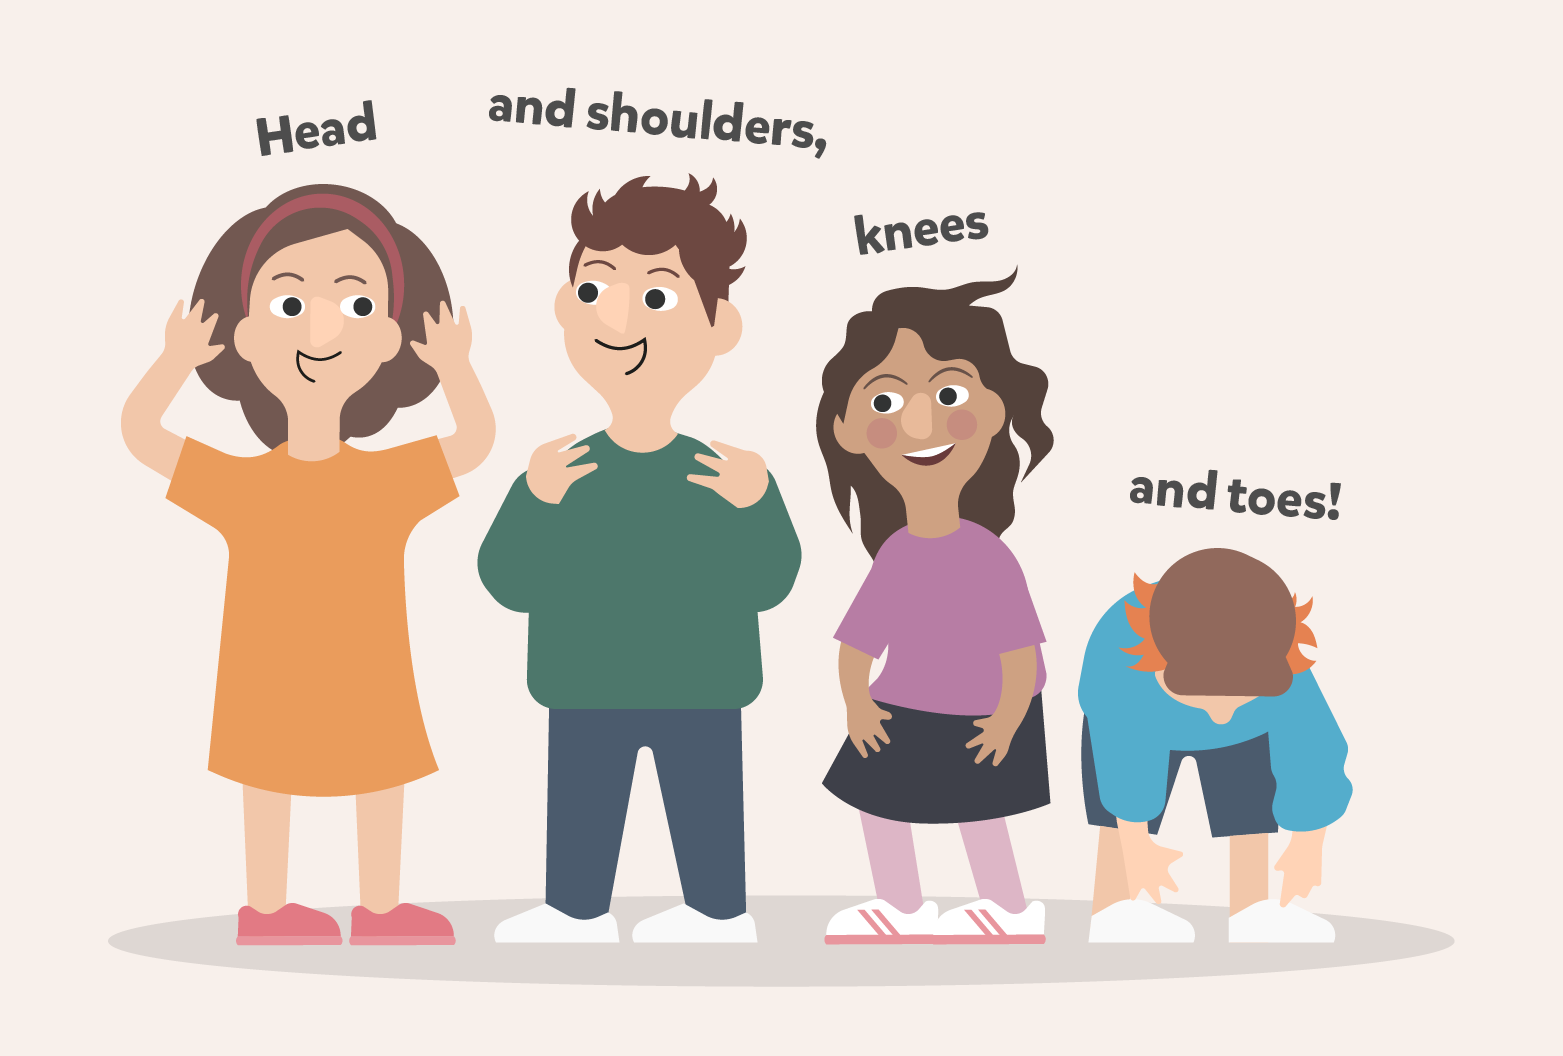 Head
and shoulders,
knees
and toes!